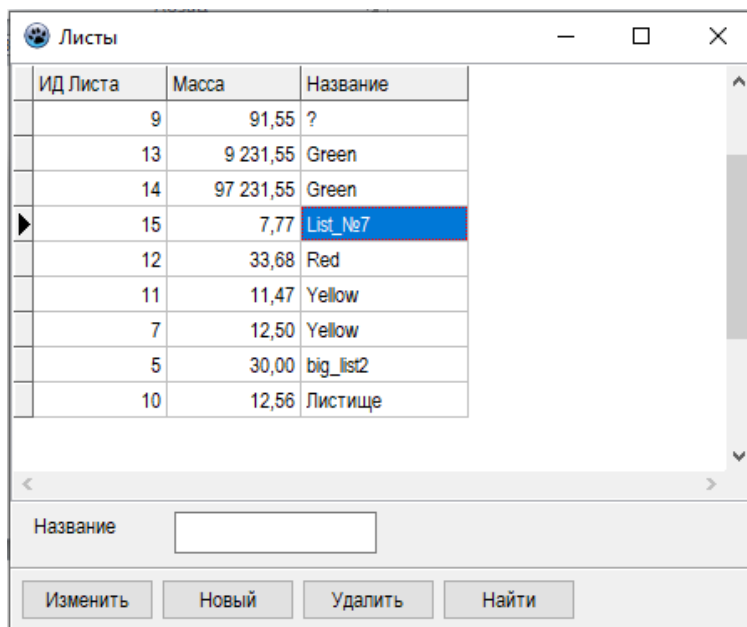 Листы
ИД Листа Масса Название
9 91,55 ?
13 9 231,55 Green
14 97 231,55 Green
15 7,77 List_№7
12 33,68 Red
11 11,47 Yellow
7 12,50 Yellow
5 30,00 big_list2
10 12,56 Листище
Название
Изменить Новый Удалить Найти